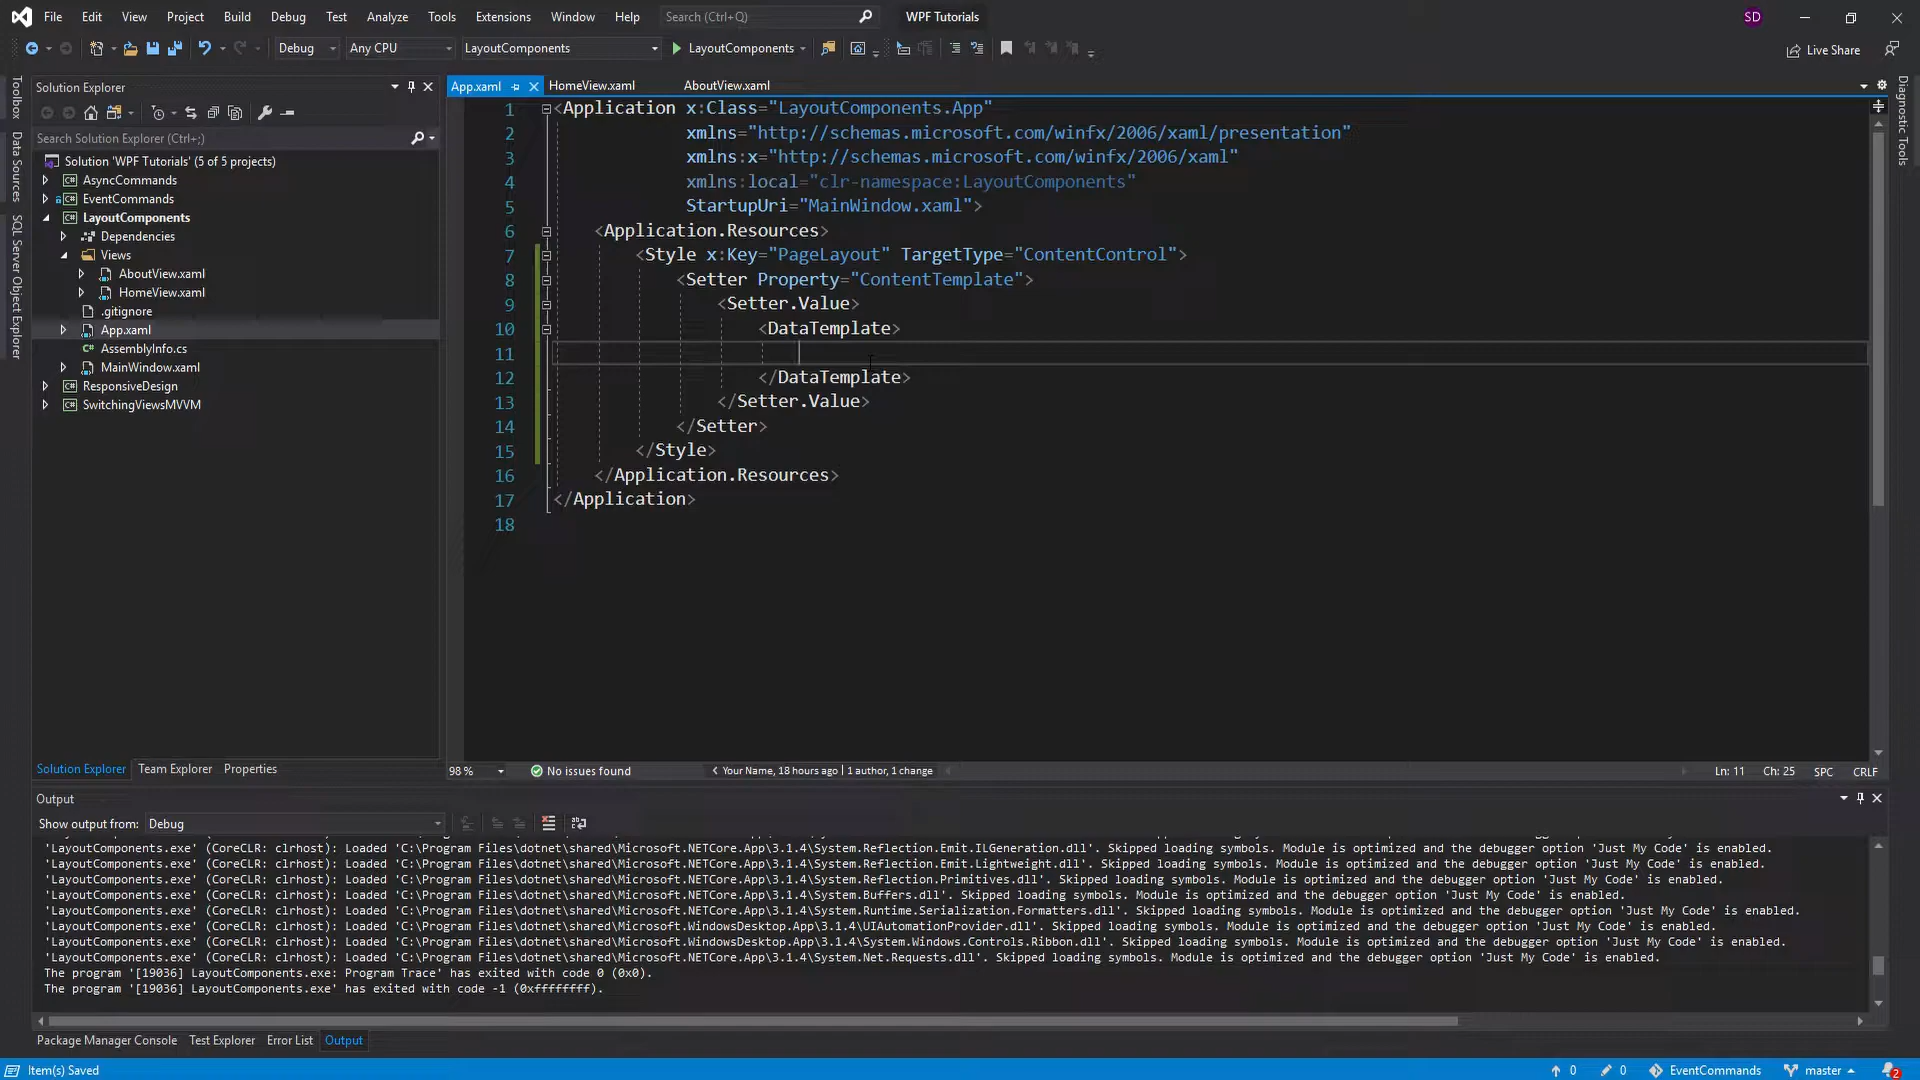 File Edit View Project Build Debug Test Analyze Tools Extensions Window Help Search (Ctrl+Q) WPF Tutorials SD
Debug Any CPU LayoutComponents LayoutComponents Live Share
Toolbox
Data Sources
SQL Server Object Explorer
Solution Explorer
Search Solution Explorer (Ctrl+;)
Solution 'WPF Tutorials' (5 of 5 projects)
AsyncCommands
EventCommands
LayoutComponents
Dependencies
Views
AboutView.xaml
HomeView.xaml
.gitignore
App.xaml
AssemblyInfo.cs
MainWindow.xaml
ResponsiveDesign
SwitchingViewsMVVM
Solution Explorer Team Explorer Properties
App.xaml HomeView.xaml AboutView.xaml
1 <Application x:Class="LayoutComponents.App"
2 xmlns="http://schemas.microsoft.com/winfx/2006/xaml/presentation"
3 xmlns:x="http://schemas.microsoft.com/winfx/2006/xaml"
4 xmlns:local="clr-namespace:LayoutComponents"
5 StartupUri="MainWindow.xaml">
6 <Application.Resources>
7 <Style x:Key="PageLayout" TargetType="ContentControl">
8 <Setter Property="ContentTemplate">
9 <Setter.Value>
10 <DataTemplate>
11
12 </DataTemplate>
13 </Setter.Value>
14 </Setter>
15 </Style>
16 </Application.Resources>
17 </Application>
18
98 % No issues found Your Name, 18 hours ago | 1 author, 1 change Ln: 11 Ch: 25 SPC CRLF
Diagnostic Tools
Output
Show output from: Debug
'LayoutComponents.exe' (CoreCLR: clrhost): Loaded 'C:\Program Files\dotnet\shared\Microsoft.NETCore.App\3.1.4\System.Reflection.Emit.ILGeneration.dll'. Skipped loading symbols. Module is optimized and the debugger option 'Just My Code' is enabled.
'LayoutComponents.exe' (CoreCLR: clrhost): Loaded 'C:\Program Files\dotnet\shared\Microsoft.NETCore.App\3.1.4\System.Reflection.Emit.Lightweight.dll'. Skipped loading symbols. Module is optimized and the debugger option 'Just My Code' is enabled.
'LayoutComponents.exe' (CoreCLR: clrhost): Loaded 'C:\Program Files\dotnet\shared\Microsoft.NETCore.App\3.1.4\System.Reflection.Primitives.dll'. Skipped loading symbols. Module is optimized and the debugger option 'Just My Code' is enabled.
'LayoutComponents.exe' (CoreCLR: clrhost): Loaded 'C:\Program Files\dotnet\shared\Microsoft.NETCore.App\3.1.4\System.Buffers.dll'. Skipped loading symbols. Module is optimized and the debugger option 'Just My Code' is enabled.
'LayoutComponents.exe' (CoreCLR: clrhost): Loaded 'C:\Program Files\dotnet\shared\Microsoft.NETCore.App\3.1.4\System.Runtime.Serialization.Formatters.dll'. Skipped loading symbols. Module is optimized and the debugger option 'Just My Code' is enabled.
'LayoutComponents.exe' (CoreCLR: clrhost): Loaded 'C:\Program Files\dotnet\shared\Microsoft.WindowsDesktop.App\3.1.4\UIAutomationProvider.dll'. Skipped loading symbols. Module is optimized and the debugger option 'Just My Code' is enabled.
'LayoutComponents.exe' (CoreCLR: clrhost): Loaded 'C:\Program Files\dotnet\shared\Microsoft.WindowsDesktop.App\3.1.4\System.Windows.Controls.Ribbon.dll'. Skipped loading symbols. Module is optimized and the debugger option 'Just My Code' is enabled.
'LayoutComponents.exe' (CoreCLR: clrhost): Loaded 'C:\Program Files\dotnet\shared\Microsoft.NETCore.App\3.1.4\System.Net.Requests.dll'. Skipped loading symbols. Module is optimized and the debugger option 'Just My Code' is enabled.
The program '[19036] LayoutComponents.exe: Program Trace' has exited with code 0 (0x0).
The program '[19036] LayoutComponents.exe' has exited with code -1 (0xffffffff).
Package Manager Console Test Explorer Error List Output
Item(s) Saved 0 0 EventCommands master 2